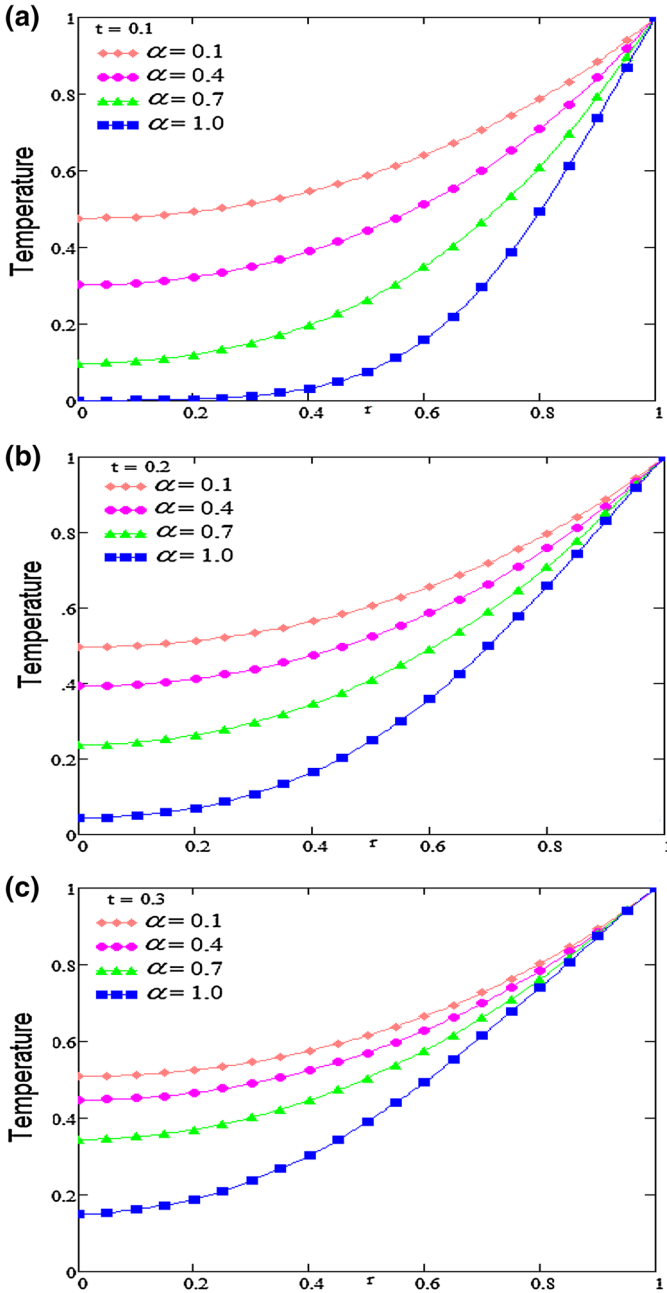 (a)
t = 0.1
α = 0.1
α = 0.4
α = 0.7
α = 1.0
Temperature
1
0.8
0.6
0.4
0.2
0
0 0.2 0.4 r 0.6 0.8 1
(b)
t = 0.2
α = 0.1
α = 0.4
α = 0.7
α = 1.0
Temperature
1
0.8
.6
.4
0.2
0
0 0.2 0.4 r 0.6 0.8 1
(c)
t = 0.3
α = 0.1
α = 0.4
α = 0.7
α = 1.0
Temperature
1
0.8
0.6
.4
0.2
0
0 0.2 0.4 r 0.6 0.8 1